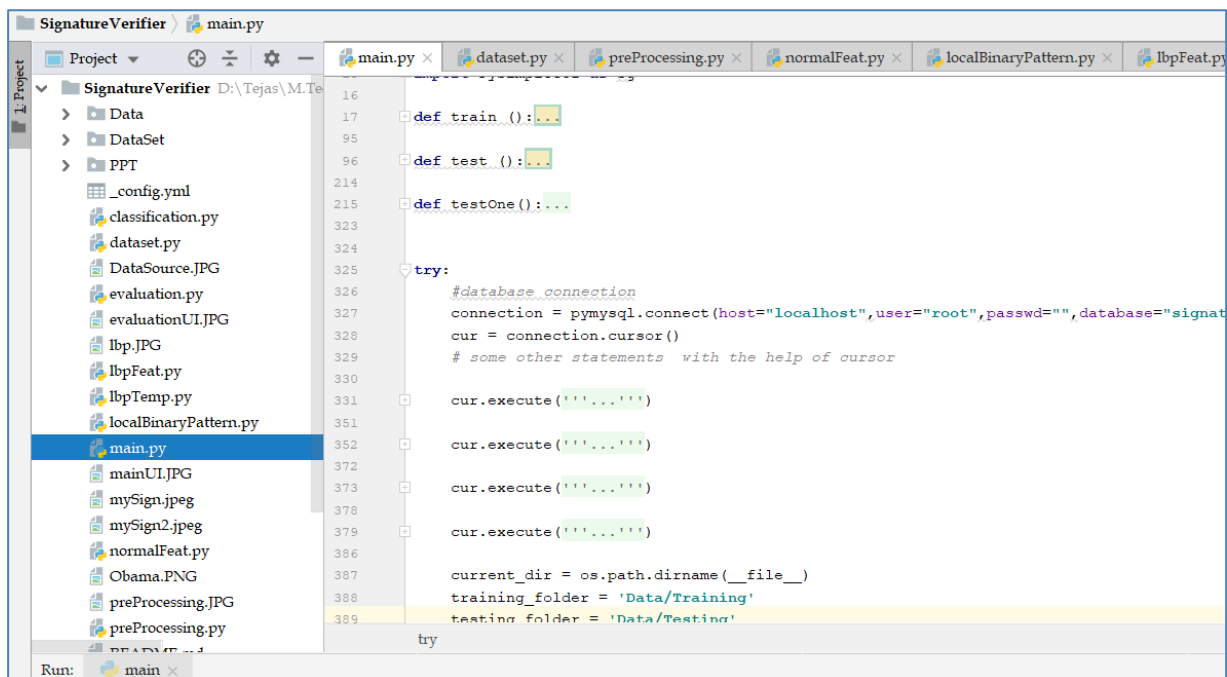 SignatureVerifier main.py
1: Project
Project
SignatureVerifier D:\Tejas\M.Te
Data
DataSet
PPT
_config.yml
classification.py
dataset.py
DataSource.JPG
evaluation.py
evaluationUI.JPG
lbp.JPG
lbpFeat.py
lbpTemp.py
localBinaryPattern.py
main.py
mainUI.JPG
mySign.jpeg
mySign2.jpeg
normalFeat.py
Obama.PNG
preProcessing.JPG
preProcessing.py
README.md
main.py dataset.py preProcessing.py normalFeat.py localBinaryPattern.py lbpFeat.py
16
17 def train ():...
95
96 def test ():...
214
215 def testOne():...
323
324
325 try:
326 #database connection
327 connection = pymysql.connect(host="localhost",user="root",passwd="",database="signat
328 cur = connection.cursor()
329 # some other statements with the help of cursor
330
331 cur.execute('''...''')
351
352 cur.execute('''...''')
372
373 cur.execute('''...''')
378
379 cur.execute('''...''')
386
387 current_dir = os.path.dirname(__file__)
388 training_folder = 'Data/Training'
389 testing_folder = 'Data/Testing'
try
Run: main